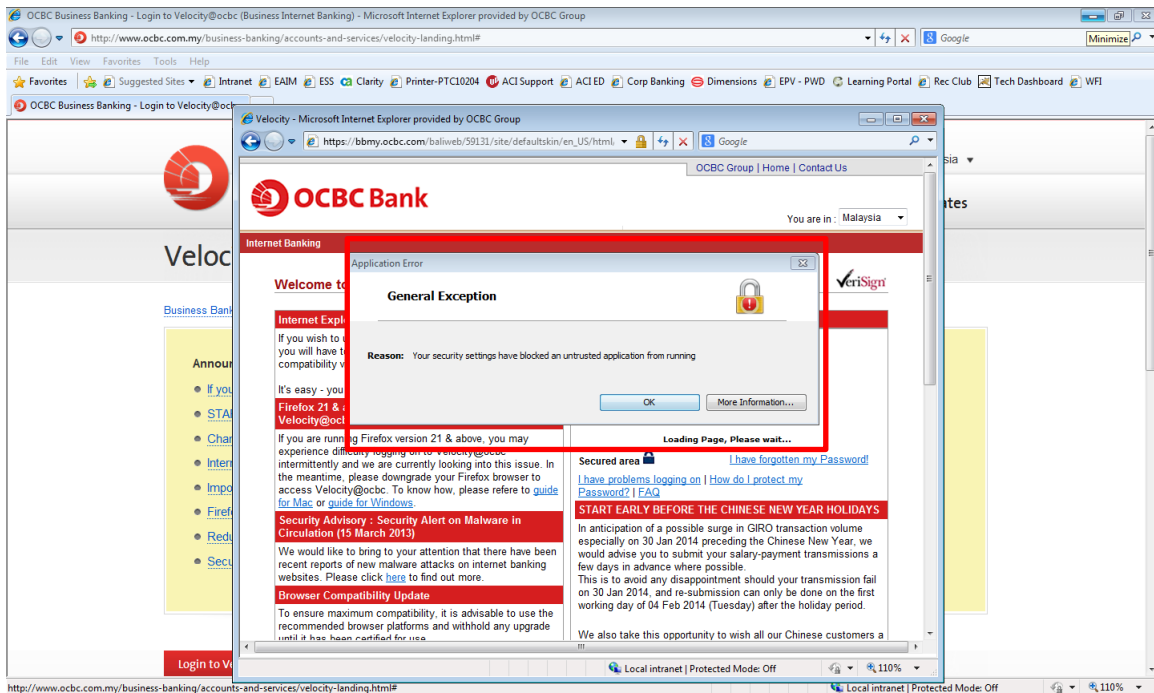 OCBC Business Banking - Login to Velocity@ocbc (Business Internet Banking) - Microsoft Internet Explorer provided by OCBC Group
http://www.ocbc.com.my/business-banking/accounts-and-services/velocity-landing.html#
Google
Minimize
File Edit View Favorites Tools Help
Favorites Suggested Sites Intranet EAIM ESS Clarity Printer-PTC10204 ACI Support ACI ED Corp Banking Dimensions EPV - PWD Learning Portal Rec Club Tech Dashboard WFI
OCBC Business Banking - Login to Velocity@ocb
Velocity - Microsoft Internet Explorer provided by OCBC Group
https://bbmy.ocbc.com/baliweb/59131/site/defaultskin/en_US/html,
Google
OCBC Group | Home | Contact Us
OCBC Bank
You are in : Malaysia
Internet Banking
Application Error
General Exception
Reason: Your security settings have blocked an untrusted application from running
OK
More Information...
Welcome to
VeriSign
Internet Expl
If you wish to u
you will have t
compatibility v
It's easy - you
Firefox 21 & a
Velocity@ocb
If you are running Firefox version 21 & above, you may
experience difficulty logging on to Velocity@ocbc
intermittently and we are currently looking into this issue. In
the meantime, please downgrade your Firefox browser to
access Velocity@ocbc. To know how, please refere to guide
for Mac or guide for Windows.
Security Advisory : Security Alert on Malware in
Circulation (15 March 2013)
We would like to bring to your attention that there have been
recent reports of new malware attacks on internet banking
websites. Please click here to find out more.
Browser Compatibility Update
To ensure maximum compatibility, it is advisable to use the
recommended browser platforms and withhold any upgrade
until it has been certified for use
Loading Page, Please wait...
Secured area
I have forgotten my Password!
I have problems logging on | How do I protect my
Password? | FAQ
START EARLY BEFORE THE CHINESE NEW YEAR HOLIDAYS
In anticipation of a possible surge in GIRO transaction volume
especially on 30 Jan 2014 preceding the Chinese New Year, we
would advise you to submit your salary-payment transmissions a
few days in advance where possible.
This is to avoid any disappointment should your transmission fail
on 30 Jan 2014, and re-submission can only be done on the first
working day of 04 Feb 2014 (Tuesday) after the holiday period.
We also take this opportunity to wish all our Chinese customers a
Local intranet | Protected Mode: Off
110%
sia
ates
Veloc
Business Bank
Announ
If you
STAR
Char
Intern
Impo
Firef
Redu
Secu
Login to Ve
http://www.ocbc.com.my/business-banking/accounts-and-services/velocity-landing.html#
Local intranet | Protected Mode: Off
110%